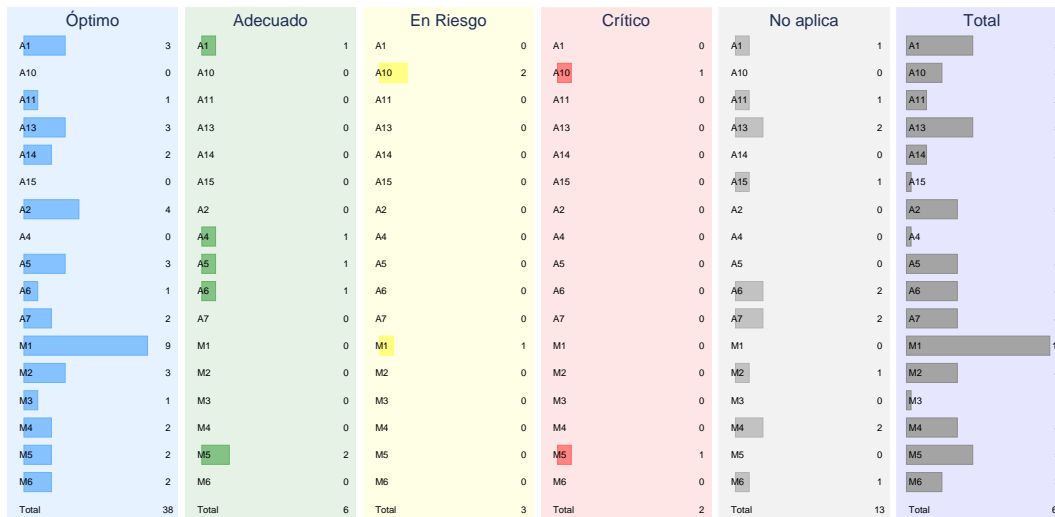 Óptimo Adecuado En Riesgo Crítico No aplica Total
A1 3 A1 1 A1 0 A1 0 A1 1 A1
A10 0 A10 0 A10 2 A10 1 A10 0 A10
A11 1 A11 0 A11 0 A11 0 A11 1 A11
A13 3 A13 0 A13 0 A13 0 A13 2 A13
A14 2 A14 0 A14 0 A14 0 A14 0 A14
A15 0 A15 0 A15 0 A15 0 A15 1 A15
A2 4 A2 0 A2 0 A2 0 A2 0 A2
A4 0 A4 1 A4 0 A4 0 A4 0 A4
A5 3 A5 1 A5 0 A5 0 A5 0 A5
A6 1 A6 1 A6 0 A6 0 A6 2 A6
A7 2 A7 0 A7 0 A7 0 A7 2 A7
M1 9 M1 0 M1 1 M1 0 M1 0 M1
M2 3 M2 0 M2 0 M2 0 M2 1 M2
M3 1 M3 0 M3 0 M3 0 M3 0 M3
M4 2 M4 0 M4 0 M4 0 M4 2 M4
M5 2 M5 2 M5 0 M5 1 M5 0 M5
M6 2 M6 0 M6 0 M6 0 M6 1 M6
Total 38 Total 6 Total 3 Total 2 Total 13 Total